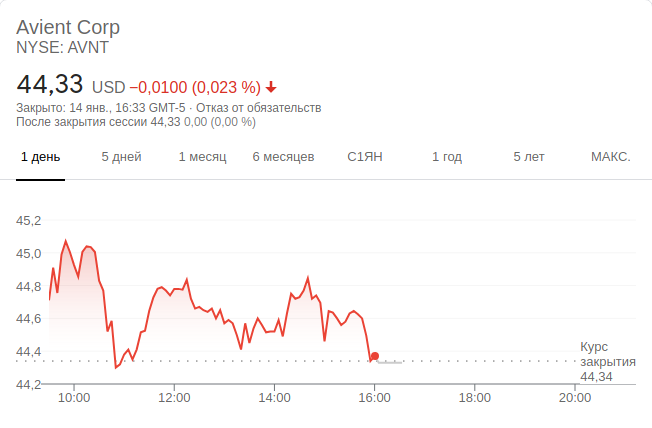 Avient Corp
NYSE: AVNT
44,33 USD −0,0100 (0,023 %)
Закрыто: 14 янв., 16:33 GMT-5 · Отказ от обязательств
После закрытия сессии 44,33 0,00 (0,00 %)
1 день 5 дней 1 месяц 6 месяцев С1ЯН 1 год 5 лет МАКС.
45,2
45,0
44,8
44,6
44,4
44,2
Курс
закрытия
44,34
10:00 12:00 14:00 16:00 18:00 20:00